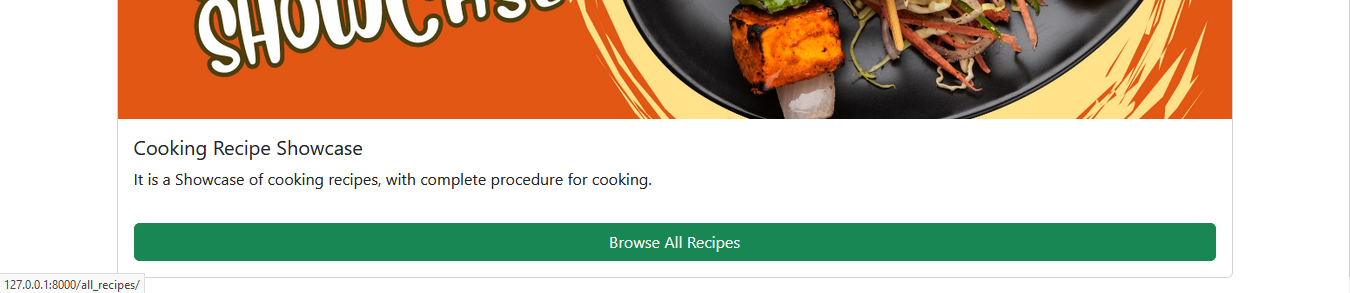 SHOWCASE
Cooking Recipe Showcase
It is a Showcase of cooking recipes, with complete procedure for cooking.
Browse All Recipes
127.0.0.1:8000/all_recipes/